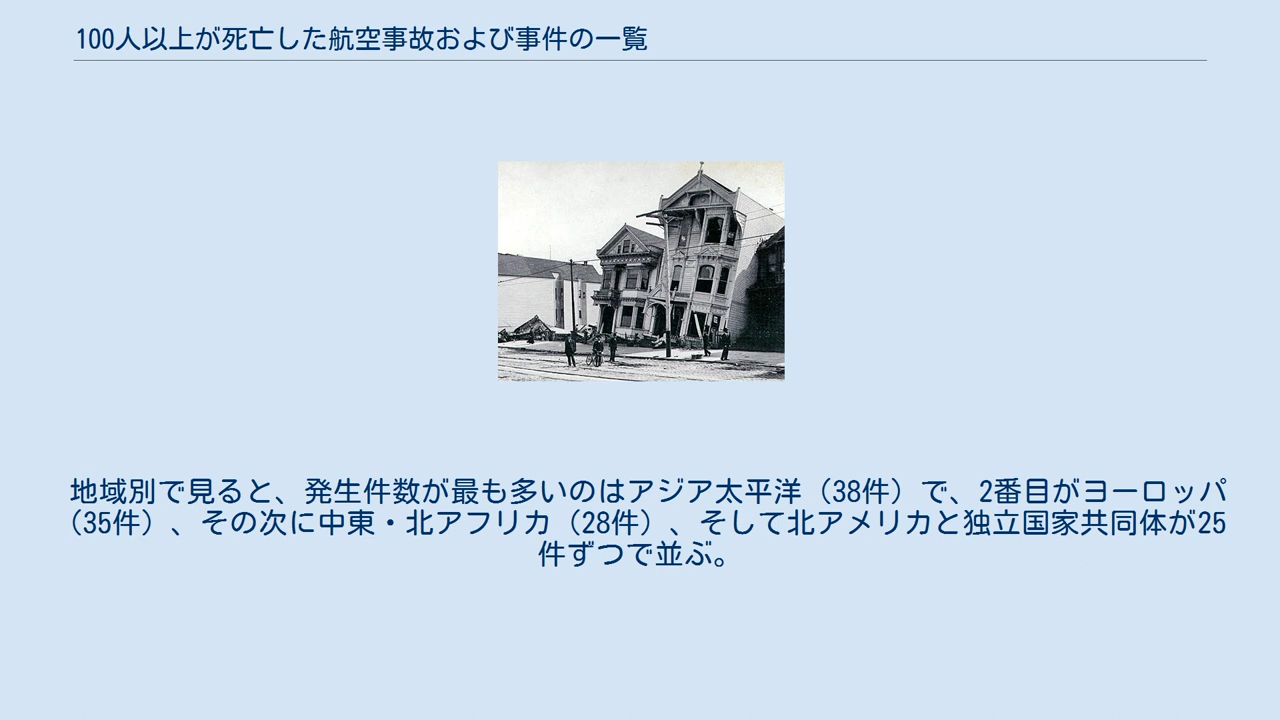 100人以上が死亡した航空事故および事件の一覧
地域別で見ると、発生件数が最も多いのはアジア太平洋（38件）で、2番目がヨーロッパ
（35件）、その次に中東・北アフリカ（28件）、そして北アメリカと独立国家共同体が25
件ずつで並ぶ。